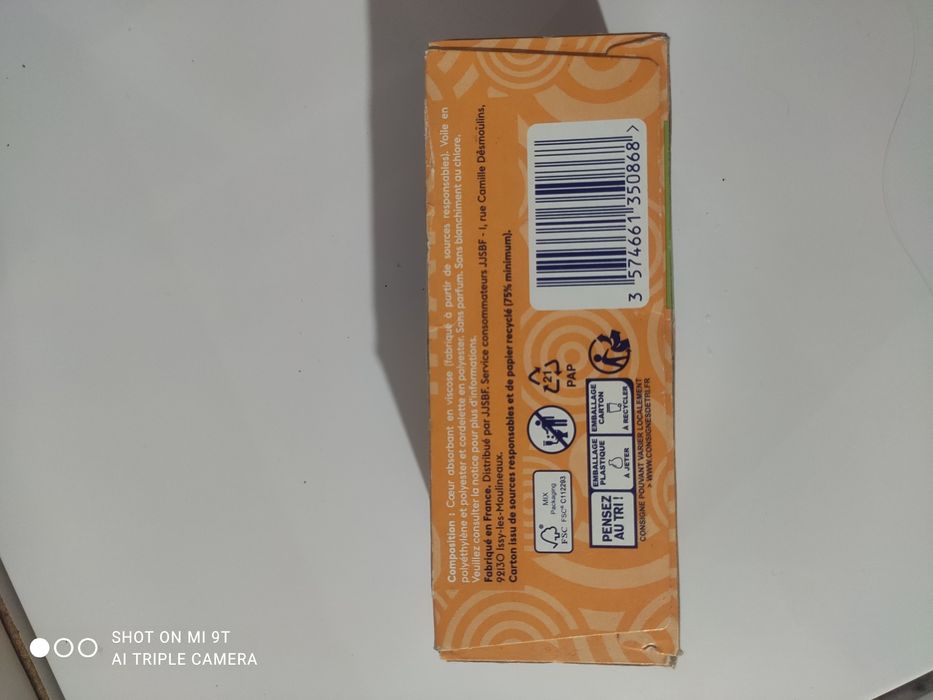 Composition : Cœur absorbant en viscose (fabriqué à partir de sources responsables). Voile en
polyéthylène et polyester et cordelette en polyester. Sans parfum. Sans blanchiment au chlore.
Veuillez consulter la notice pour plus d'informations.
Fabriqué en France. Distribué par JJSBF. Service consommateurs JJSBF - 1, rue Camille Desmoulins,
92130 Issy-les-Moulineaux.
Carton issu de sources responsables et de papier recyclé (75% minimum).
FSC
MIX
Packaging
FSC® C112293
21
PAP
3 574661 350868 >
PENSEZ
AU TRI !
EMBALLAGE
PLASTIQUE
À JETER
EMBALLAGE
CARTON
À RECYCLER
CONSIGNE POUVANT VARIER LOCALEMENT
> WWW.CONSIGNESDETRI.FR
SHOT ON MI 9T
AI TRIPLE CAMERA